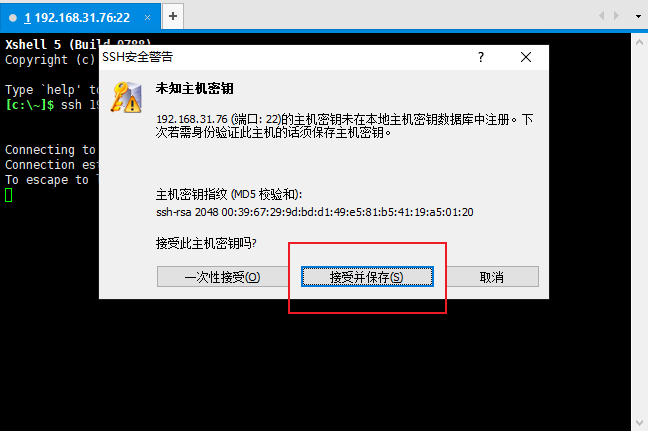 1 192.168.31.76:22
Xshell 5 (Build 0788)
Copyright (c)
Type `help' to
[c:\~]$ ssh 19
Connecting to
Connection est
To escape to
SSH安全警告
未知主机密钥
192.168.31.76 (端口: 22)的主机密钥未在本地主机密钥数据库中注册。下
次若需身份验证此主机的话须保存主机密钥。
主机密钥指纹 (MD5 校验和):
ssh-rsa 2048 00:39:67:29:9d:bd:d1:49:e5:81:b5:41:19:a5:01:20
接受此主机密钥吗?
一次性接受(O)
接受并保存(S)
取消